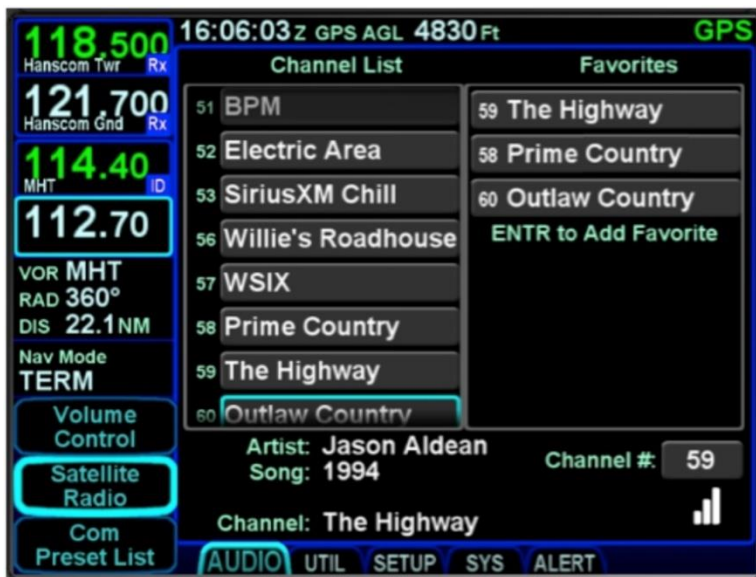 118.500
Hanscom Twr Rx
121.700
Hanscom Gnd Rx
114.40
MHT ID
112.70
VOR MHT
RAD 360°
DIS 22.1NM
Nav Mode
TERM
Volume
Control
Satellite
Radio
Com
Preset List
16:06:03 Z GPS AGL 4830 Ft GPS
Channel List
51 BPM
52 Electric Area
53 SiriusXM Chill
56 Willie's Roadhouse
57 WSIX
58 Prime Country
59 The Highway
60 Outlaw Country
Favorites
59 The Highway
58 Prime Country
60 Outlaw Country
ENTR to Add Favorite
Artist: Jason Aldean
Song: 1994
Channel: The Highway
Channel #: 59
AUDIO UTIL SETUP SYS ALERT